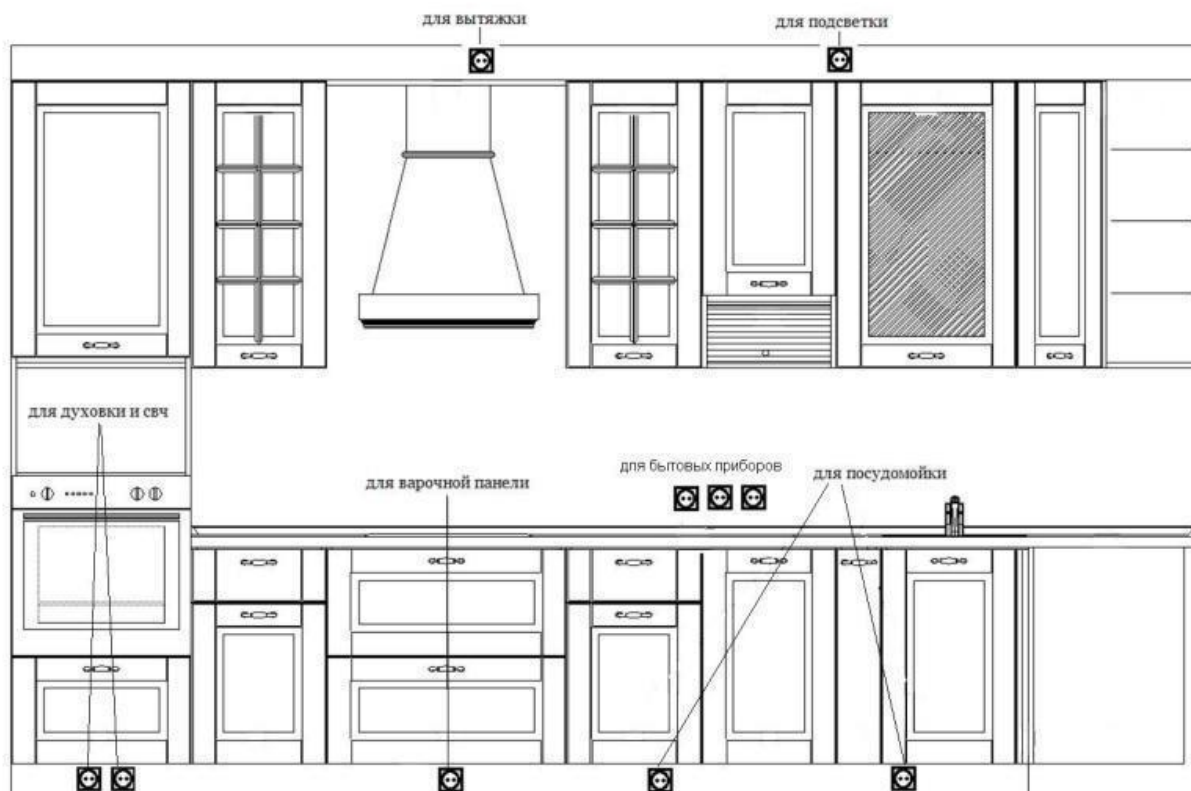 для вытяжки
для подсветки
для духовки и свч
для варочной панели
для бытовых приборов
для посудомойки